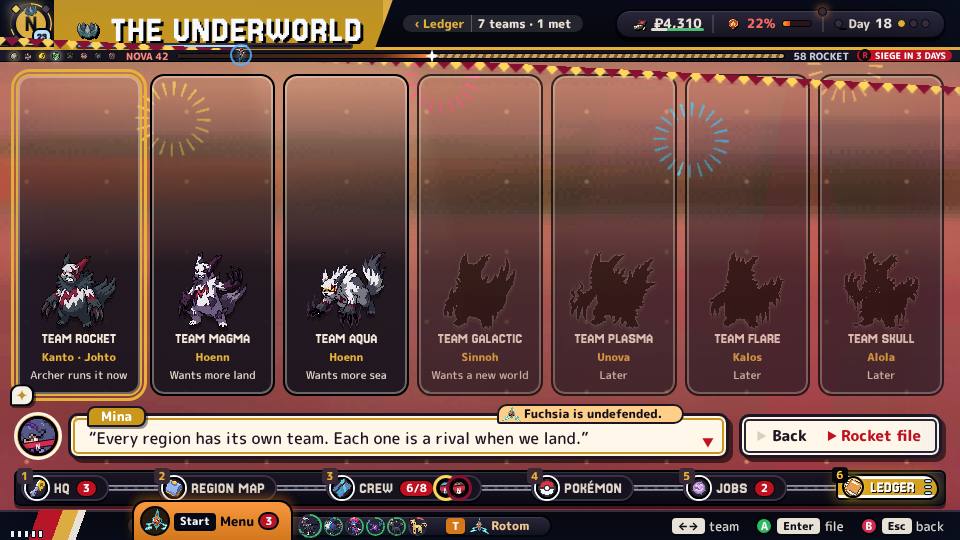 THE UNDERWORLD
‹ Ledger 7 teams · 1 met
₽4,310 22% Day 18
NOVA 42
58 ROCKET R SIEGE IN 3 DAYS
TEAM ROCKET
Kanto · Johto
Archer runs it now
TEAM MAGMA
Hoenn
Wants more land
TEAM AQUA
Hoenn
Wants more sea
TEAM GALACTIC
Sinnoh
Wants a new world
TEAM PLASMA
Unova
Later
TEAM FLARE
Kalos
Later
TEAM SKULL
Alola
Later
Mina
Fuchsia is undefended.
“Every region has its own team. Each one is a rival when we land.”
Back Rocket file
1 HQ 3
2 REGION MAP
3 CREW 6/8
4 POKéMON
5 JOBS 2
6 LEDGER
Start Menu 3
T Rotom
←→ team A Enter file B Esc back